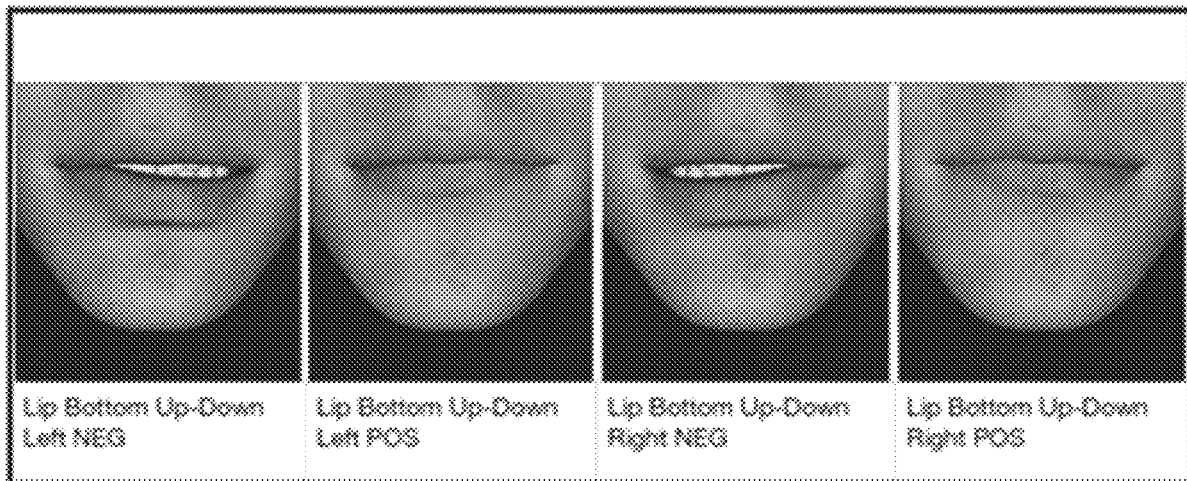 Lip Bottom Up-Down
Left NEG
Lip Bottom Up-Down
Left POS
Lip Bottom Up-Down
Right NEG
Lip Bottom Up-Down
Right POS